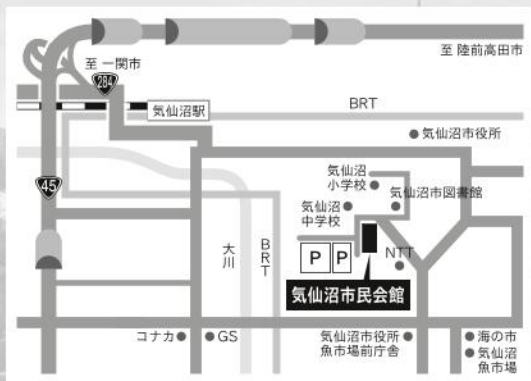 至 陸前高田市
至 一関市
284
気仙沼駅
BRT
気仙沼市役所
45
気仙沼
小学校
気仙沼市図書館
気仙沼
中学校
大川
BRT
P
P
NTT
気仙沼市民会館
コナカ
GS
気仙沼市役所
魚市場前庁舎
海の市
気仙沼
魚市場